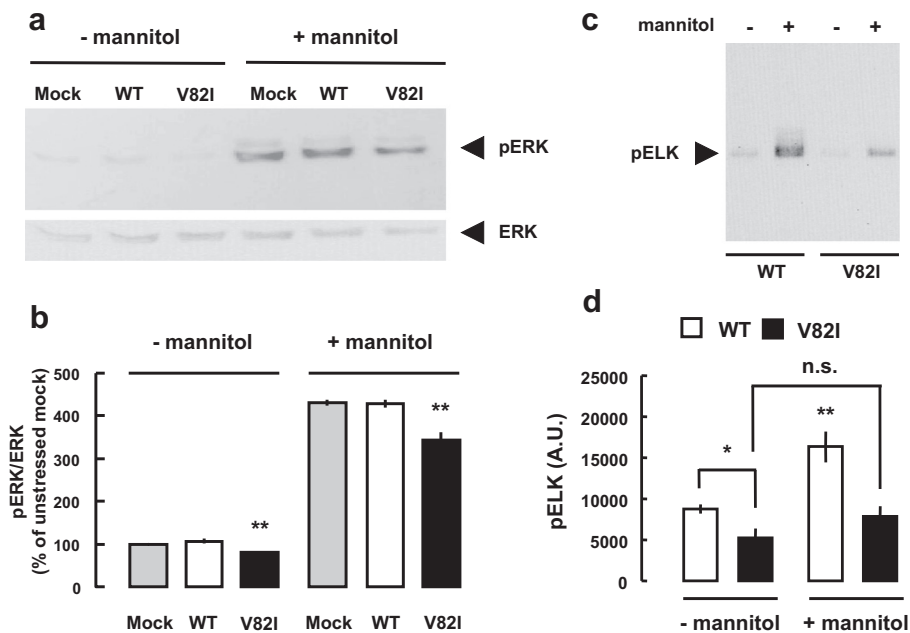 a
- mannitol + mannitol
Mock WT V82I Mock WT V82I
pERK
ERK
b
- mannitol + mannitol
pERK/ERK
(% of unstressed mock)
500
400
300
200
100
0
** **
Mock WT V82I Mock WT V82I
c
mannitol - + - +
pELK
WT V82I
d
WT V82I
pELK (A.U.)
25000
20000
15000
10000
5000
0
n.s.
*
**
- mannitol + mannitol